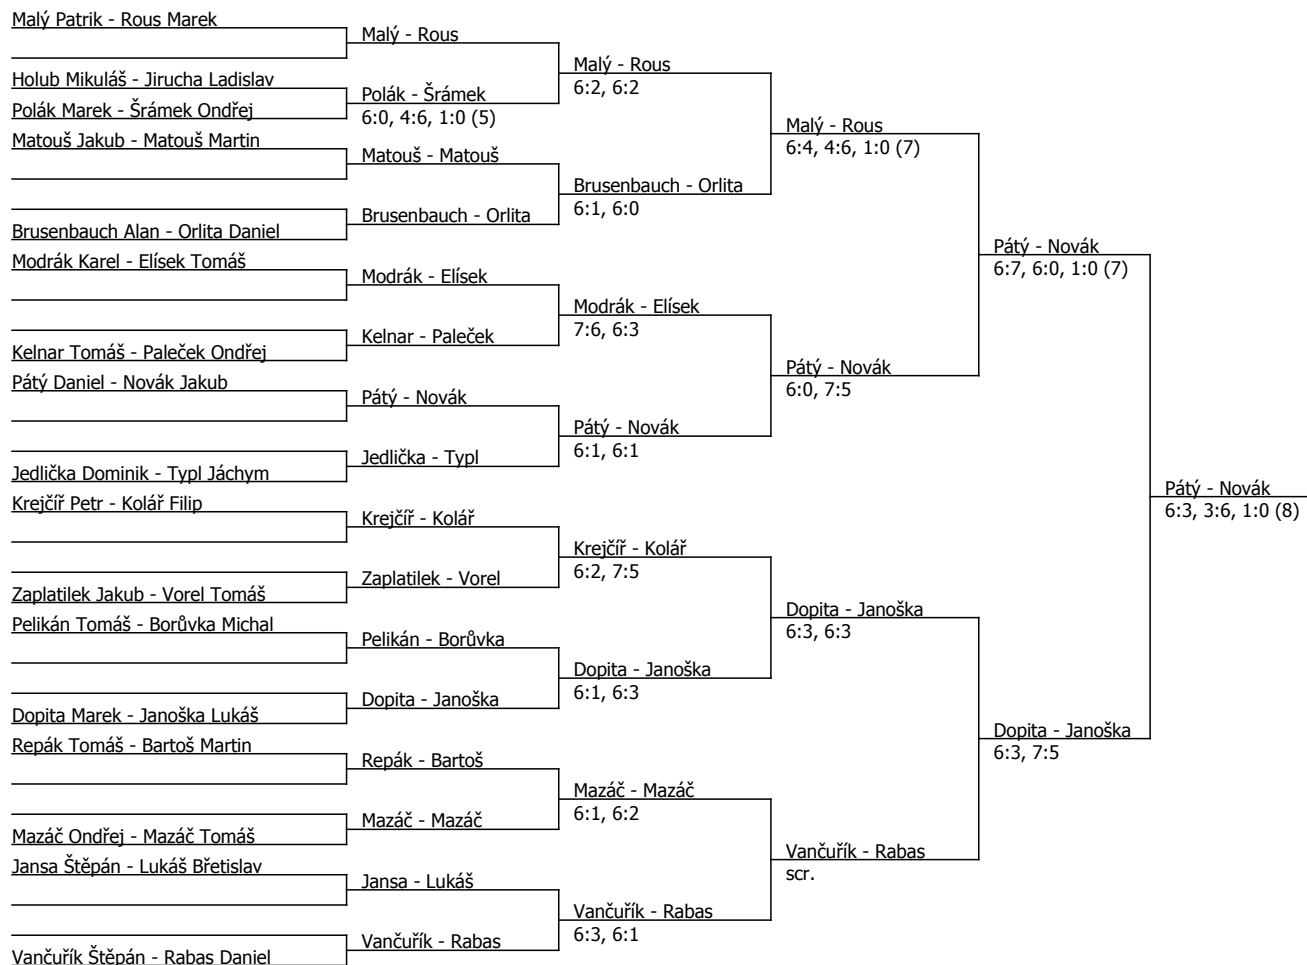 Malý Patrik - Rous Marek
Holub Mikuláš - Jirucha Ladislav
Polák Marek - Šrámek Ondřej
Matouš Jakub - Matouš Martin
Brusenbauch Alan - Orlita Daniel
Modrák Karel - Elísek Tomáš
Kelnar Tomáš - Paleček Ondřej
Pátý Daniel - Novák Jakub
Jedlička Dominik - Typl Jáchym
Krejčíř Petr - Kolář Filip
Zaplatilek Jakub - Vorel Tomáš
Pelikán Tomáš - Borůvka Michal
Dopita Marek - Janoška Lukáš
Repák Tomáš - Bartoš Martin
Mazáč Ondřej - Mazáč Tomáš
Jansa Štěpán - Lukáš Břetislav
Vančuřík Štěpán - Rabas Daniel
Malý - Rous
Polák - Šrámek
6:0, 4:6, 1:0 (5)
Matouš - Matouš
Brusenbauch - Orlita
Modrák - Elísek
Kelnar - Paleček
Pátý - Novák
Jedlička - Typl
Krejčíř - Kolář
Zaplatilek - Vorel
Pelikán - Borůvka
Dopita - Janoška
Repák - Bartoš
Mazáč - Mazáč
Jansa - Lukáš
Vančuřík - Rabas
Malý - Rous
6:2, 6:2
Brusenbauch - Orlita
6:1, 6:0
Modrák - Elísek
7:6, 6:3
Pátý - Novák
6:1, 6:1
Krejčíř - Kolář
6:2, 7:5
Dopita - Janoška
6:1, 6:3
Mazáč - Mazáč
6:1, 6:2
Vančuřík - Rabas
6:3, 6:1
Malý - Rous
6:4, 4:6, 1:0 (7)
Pátý - Novák
6:0, 7:5
Dopita - Janoška
6:3, 6:3
Vančuřík - Rabas
scr.
Pátý - Novák
6:7, 6:0, 1:0 (7)
Dopita - Janoška
6:3, 7:5
Pátý - Novák
6:3, 3:6, 1:0 (8)